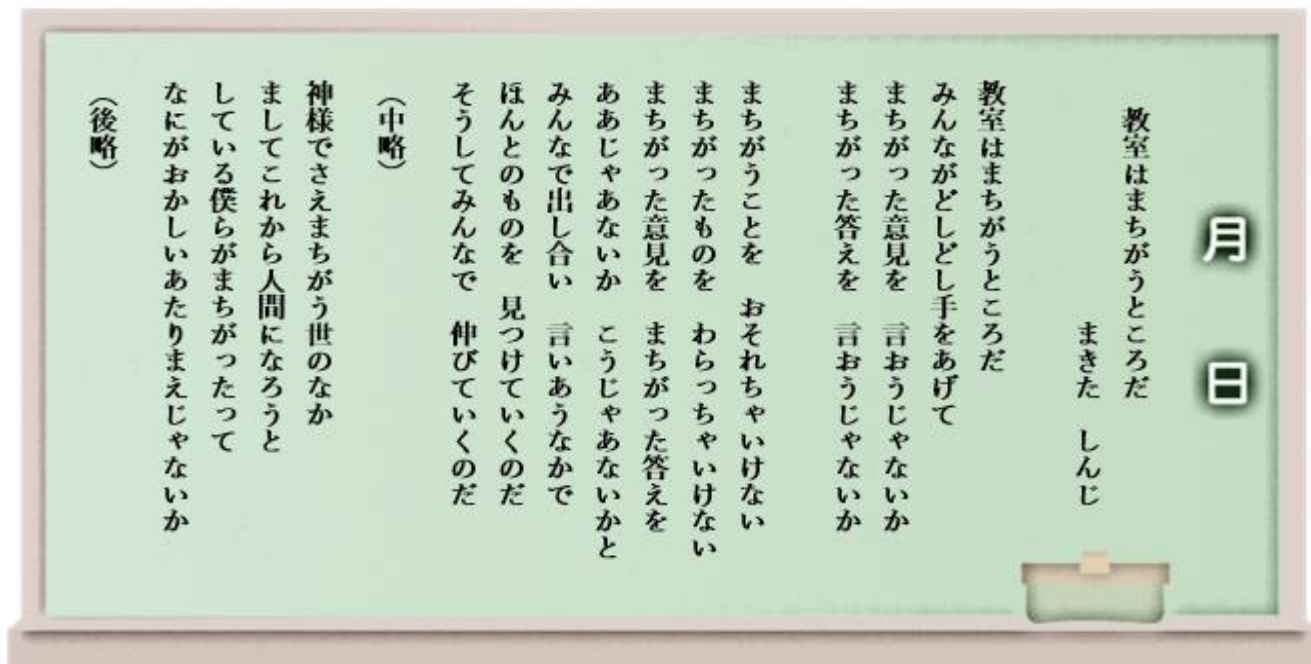 月 日
教室はまちがうところだ
まきた しんじ
教室はまちがうところだ
みんながどしどし手をあげて
まちがった意見を 言おうじゃないか
まちがった答えを 言おうじゃないか
まちがうことを おそれちゃいけない
まちがったものを わらっちゃいけない
まちがった意見を まちがった答えを
ああじゃあないか こうじゃあないかと
みんなで出し合い 言いあうなかで
ほんとのものを 見つけていくのだ
そうしてみんなで 伸びていくのだ
(中略)
神様でさえまちがう世のなか
ましてこれから人間になろうと
している僕らがまちがったって
なにがおかしいあたりまえじゃないか
(後略)